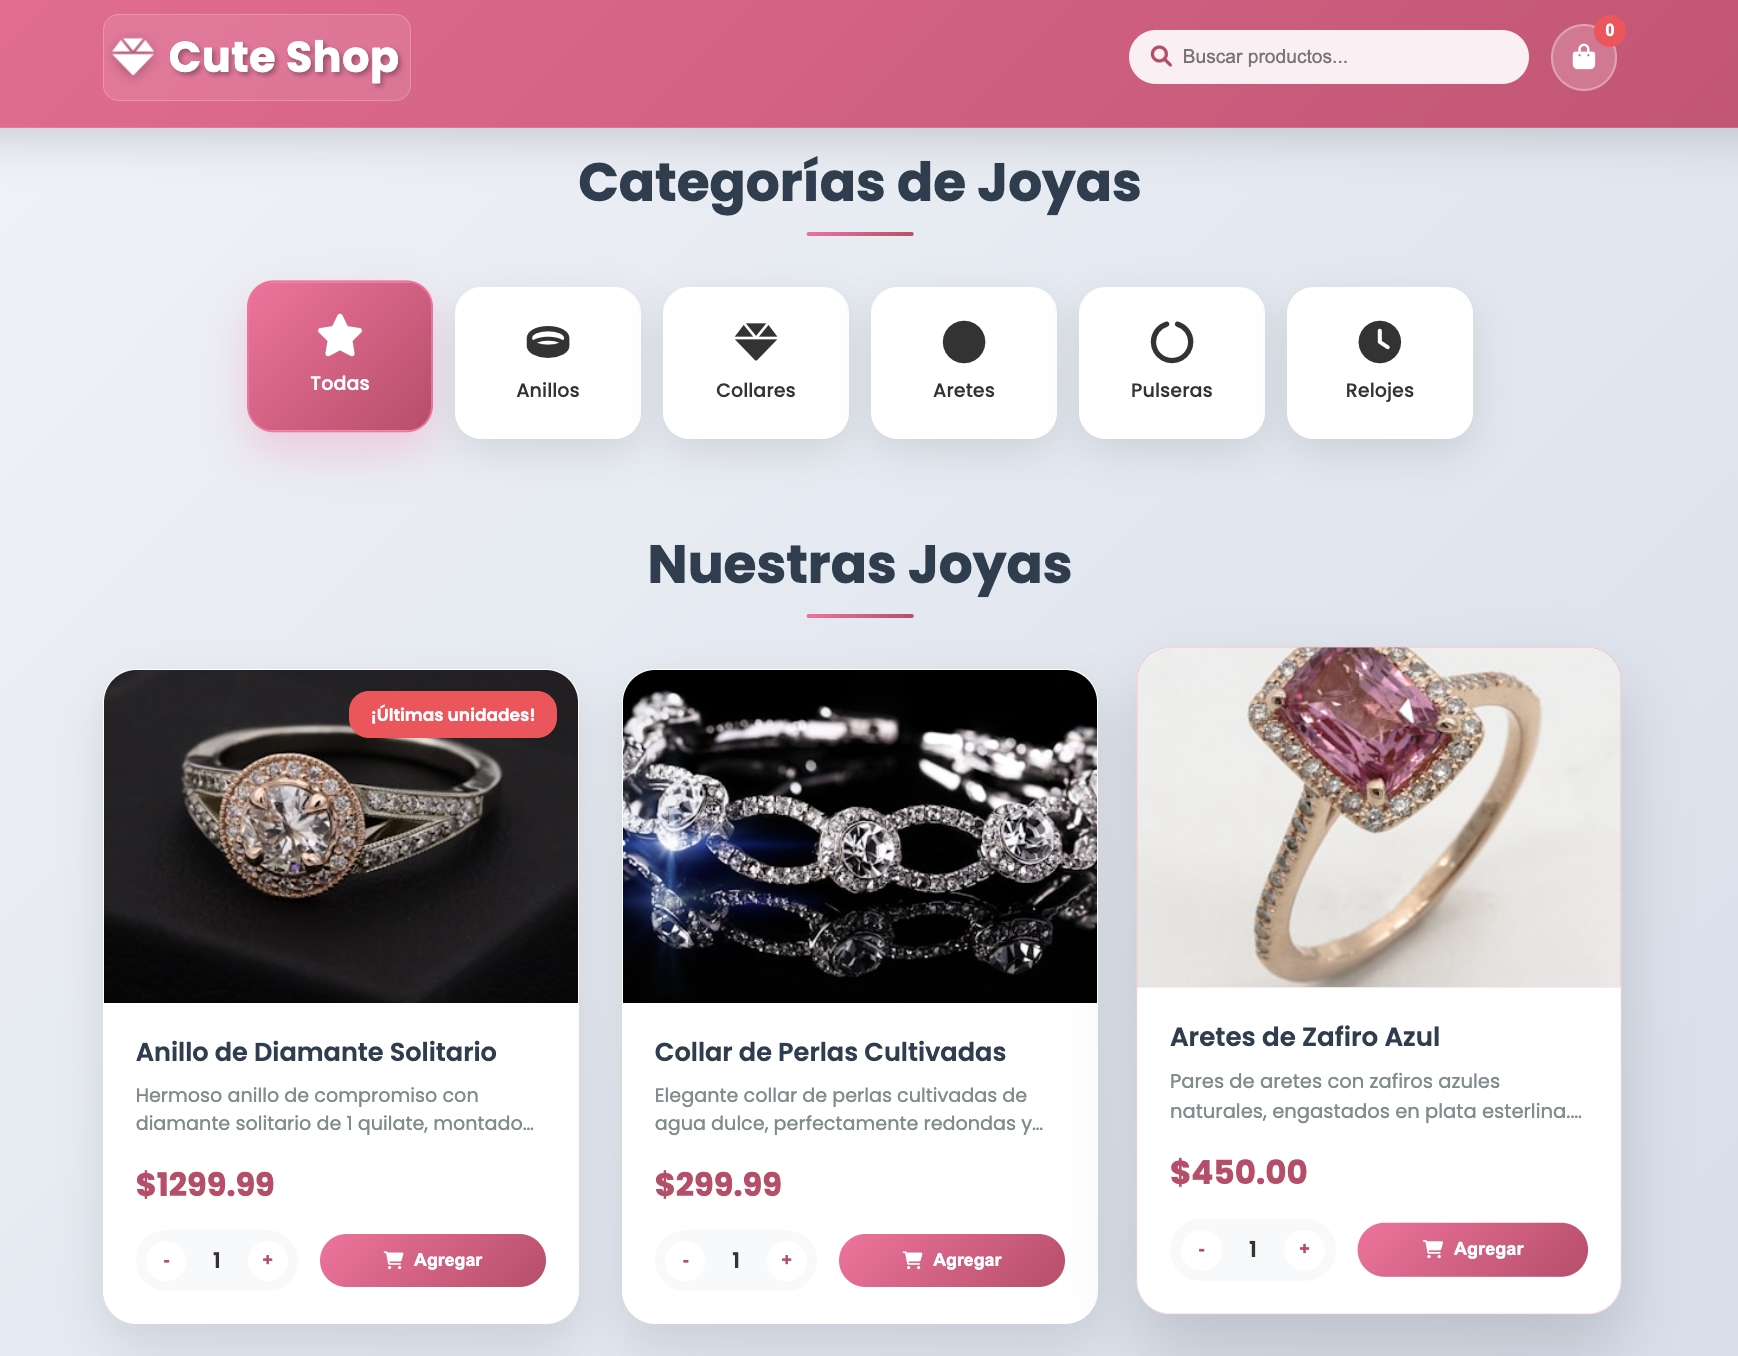 Cute Shop
Buscar productos...
0
Categorías de Joyas
Todas
Anillos
Collares
Aretes
Pulseras
Relojes
Nuestras Joyas
¡Últimas unidades!
Anillo de Diamante Solitario
Hermoso anillo de compromiso con
diamante solitario de 1 quilate, montado...
$1299.99
- 1 +
Agregar
Collar de Perlas Cultivadas
Elegante collar de perlas cultivadas de
agua dulce, perfectamente redondas y...
$299.99
- 1 +
Agregar
Aretes de Zafiro Azul
Pares de aretes con zafiros azules
naturales, engastados en plata esterlina....
$450.00
- 1 +
Agregar